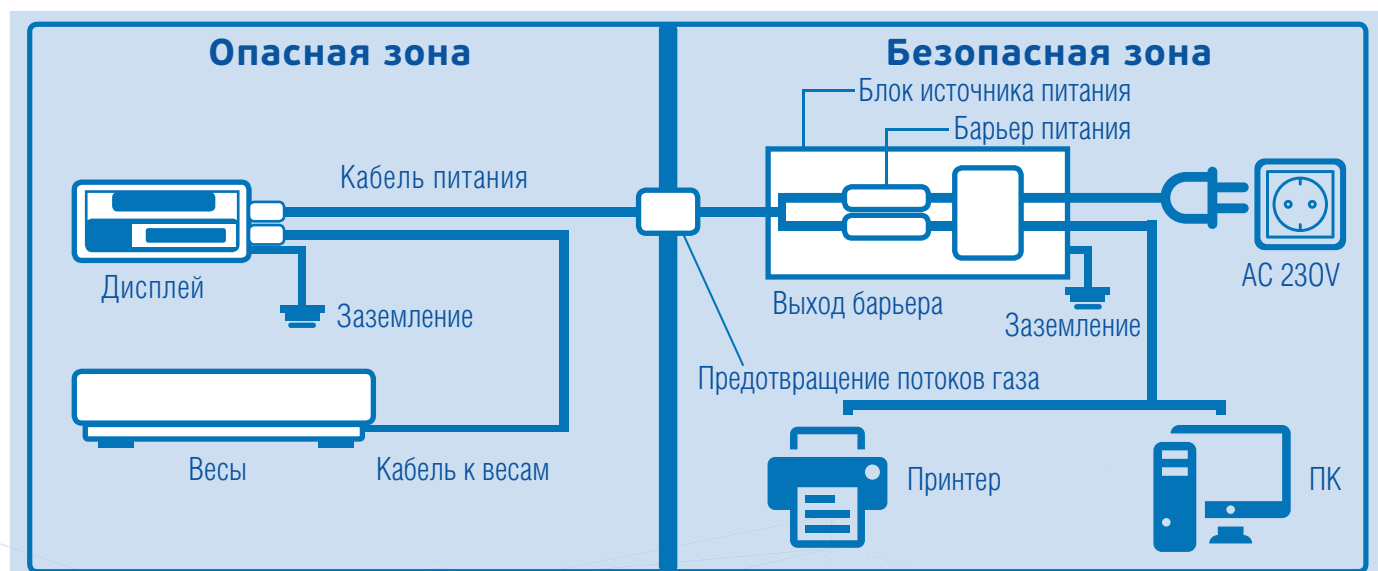 Опасная зона
Безопасная зона
Блок источника питания
Барьер питания
Кабель питания
Дисплей
Заземление
Выход барьера
Заземление
AC 230V
Предотвращение потоков газа
Весы
Кабель к весам
Принтер
ПК